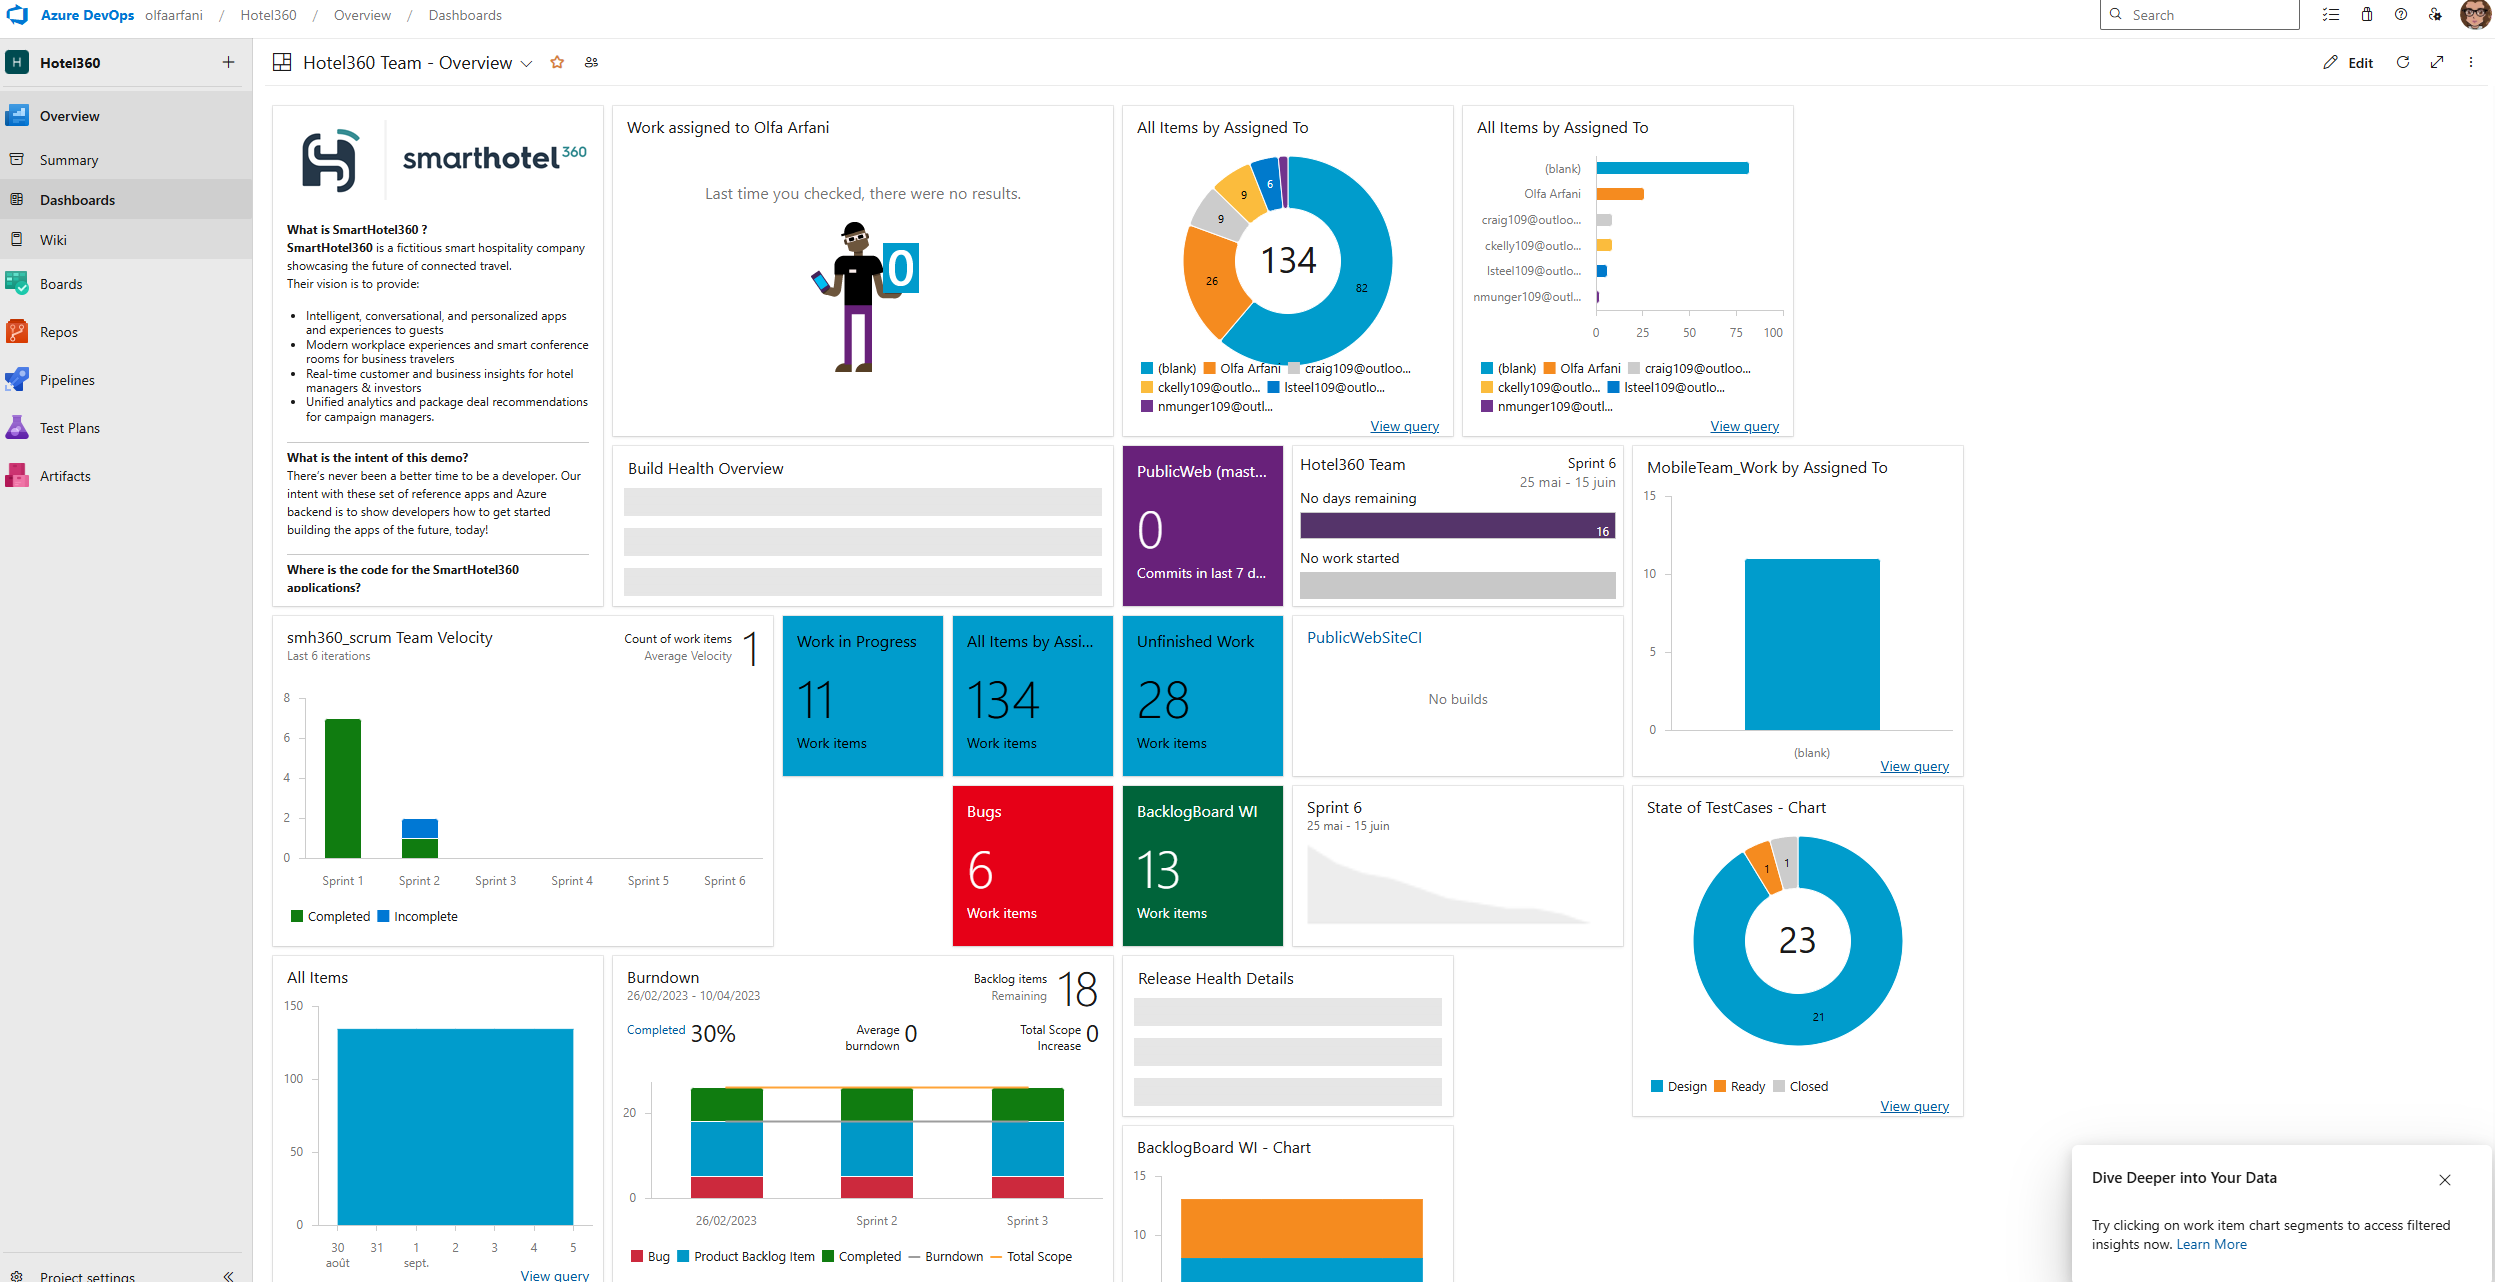 Azure DevOps olfaarfani / Hotel360 / Overview / Dashboards
Search
H Hotel360
Overview
Summary
Dashboards
Wiki
Boards
Repos
Pipelines
Test Plans
Artifacts
Project settings
Hotel360 Team - Overview
Edit
smarthotel360
What is SmartHotel360 ?
SmartHotel360 is a fictitious smart hospitality company
showcasing the future of connected travel.
Their vision is to provide:
• Intelligent, conversational, and personalized apps
and experiences to guests
• Modern workplace experiences and smart conference
rooms for business travelers
• Real-time customer and business insights for hotel
managers & investors
• Unified analytics and package deal recommendations
for campaign managers.
What is the intent of this demo?
There's never been a better time to be a developer. Our
intent with these set of reference apps and Azure
backend is to show developers how to get started
building the apps of the future, today!
Where is the code for the SmartHotel360
applications?
Work assigned to Olfa Arfani
Last time you checked, there were no results.
0
All Items by Assigned To
9
6
9
26
134
82
(blank) Olfa Arfani craig109@outloo...
ckelly109@outlo... lsteel109@outlo...
nmunger109@outl...
View query
All Items by Assigned To
(blank)
Olfa Arfani
craig109@outloo...
ckelly109@outlo...
lsteel109@outlo...
nmunger109@outl...
0 25 50 75 100
(blank) Olfa Arfani craig109@outloo...
ckelly109@outlo... lsteel109@outlo...
nmunger109@outl...
View query
Build Health Overview
PublicWeb (mast...
0
Commits in last 7 d...
Hotel360 Team
Sprint 6
25 mai - 15 juin
No days remaining
16
No work started
MobileTeam_Work by Assigned To
15
10
5
0
(blank)
View query
smh360_scrum Team Velocity
Last 6 iterations
Count of work items
Average Velocity
1
8
6
4
2
0
Sprint 1 Sprint 2 Sprint 3 Sprint 4 Sprint 5 Sprint 6
Completed Incomplete
Work in Progress
11
Work items
All Items by Assi...
134
Work items
Unfinished Work
28
Work items
PublicWebSiteCI
No builds
Bugs
6
Work items
BacklogBoard WI
13
Work items
Sprint 6
25 mai - 15 juin
State of TestCases - Chart
1
1
23
21
Design Ready Closed
View query
All Items
150
100
50
0
30 31 1 2 3 4 5
août sept.
View query
Burndown
26/02/2023 - 10/04/2023
Backlog items
Remaining
18
Completed 30%
Average
burndown 0
Total Scope
Increase 0
20
0
26/02/2023 Sprint 2 Sprint 3
Bug Product Backlog Item Completed Burndown Total Scope
Release Health Details
BacklogBoard WI - Chart
15
10
Dive Deeper into Your Data
Try clicking on work item chart segments to access filtered
insights now. Learn More